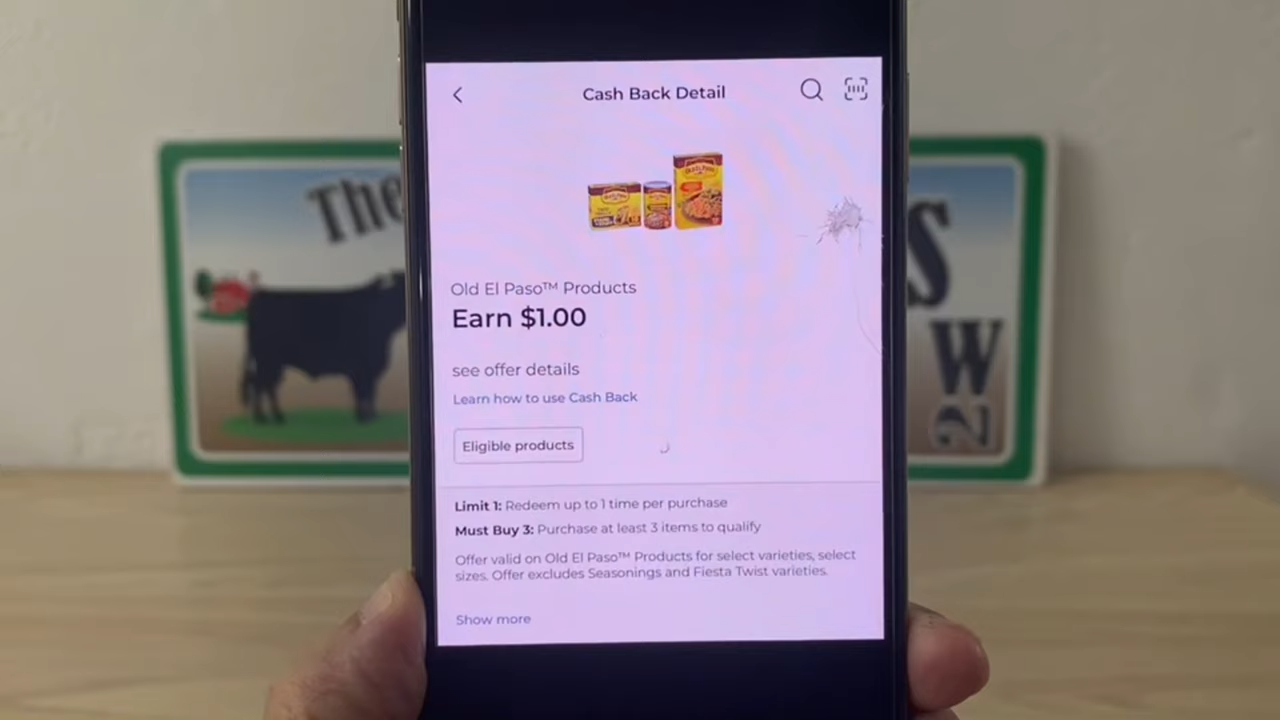 Cash Back Detail
The
S
W
Old El Paso™ Products
Earn $1.00
see offer details
Learn how to use Cash Back
Eligible products
Limit 1: Redeem up to 1 time per purchase
Must Buy 3: Purchase at least 3 items to qualify
Offer valid on Old El Paso™ Products for select varieties, select
sizes. Offer excludes Seasonings and Fiesta Twist varieties.
Show more